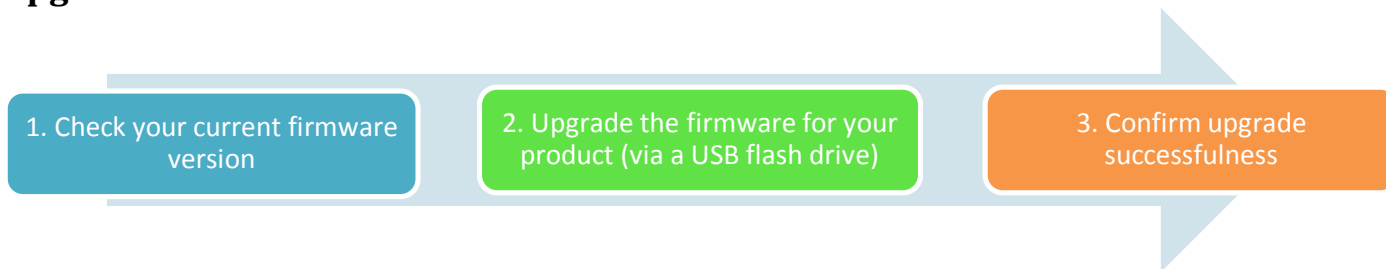 1. Check your current firmware
version
2. Upgrade the firmware for your
product (via a USB flash drive)
3. Confirm upgrade
successfulness